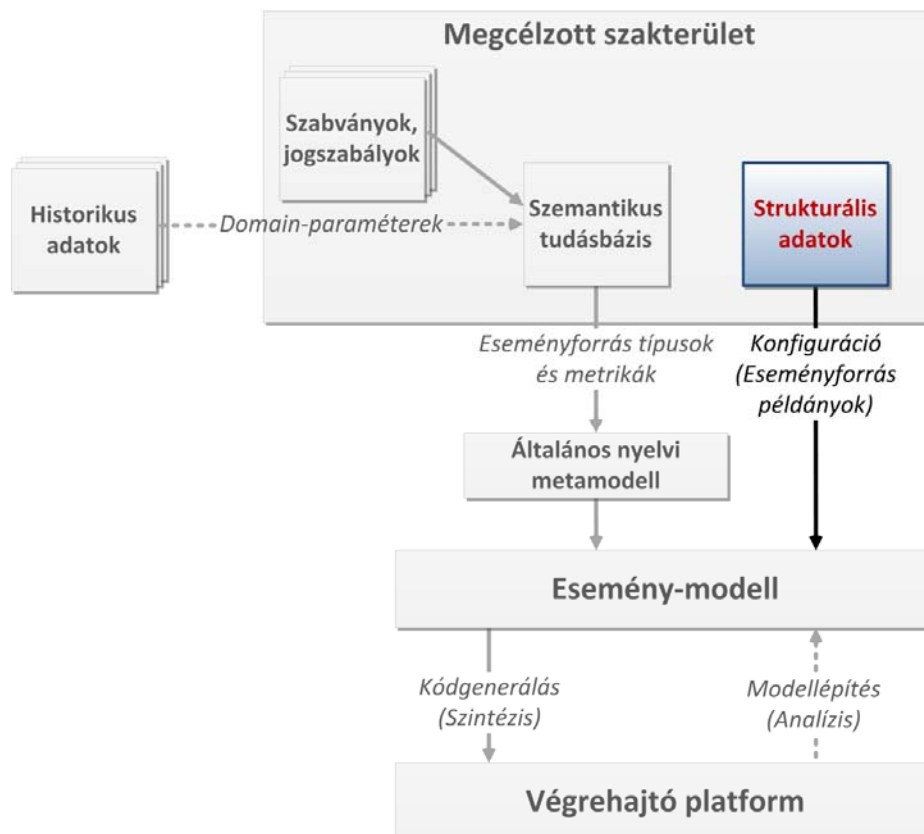 Megcélzott szakterület
Szabványok,
jogszabályok
Historikus
adatok
Domain-paraméterek
Szemantikus
tudásbázis
Strukturális
adatok
Eseményforrás típusok
és metrikák
Konfiguráció
(Eseményforrás
példányok)
Általános nyelvi
metamodell
Esemény-modell
Kódgenerálás
(Szintézis)
Modellépítés
(Analízis)
Végrehajtó platform